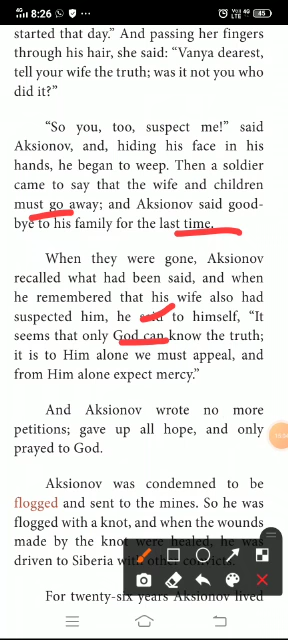 8:26
started that day.” And passing her fingers
through his hair, she said: “Vanya dearest,
tell your wife the truth; was it not you who
did it?”
“So you, too, suspect me!” said
Aksionov, and, hiding his face in his
hands, he began to weep. Then a soldier
came to say that the wife and children
must go away; and Aksionov said good-
bye to his family for the last time.
When they were gone, Aksionov
recalled what had been said, and when
he remembered that his wife also had
suspected him, he said to himself, “It
seems that only God can know the truth;
it is to Him alone we must appeal, and
from Him alone expect mercy.”
And Aksionov wrote no more
petitions; gave up all hope, and only
prayed to God.
Aksionov was condemned to be
flogged and sent to the mines. So he was
flogged with a knot, and when the wounds
made by the knot were healed, he was
driven to Siberia with other convicts.
For twenty-six years Aksionov lived